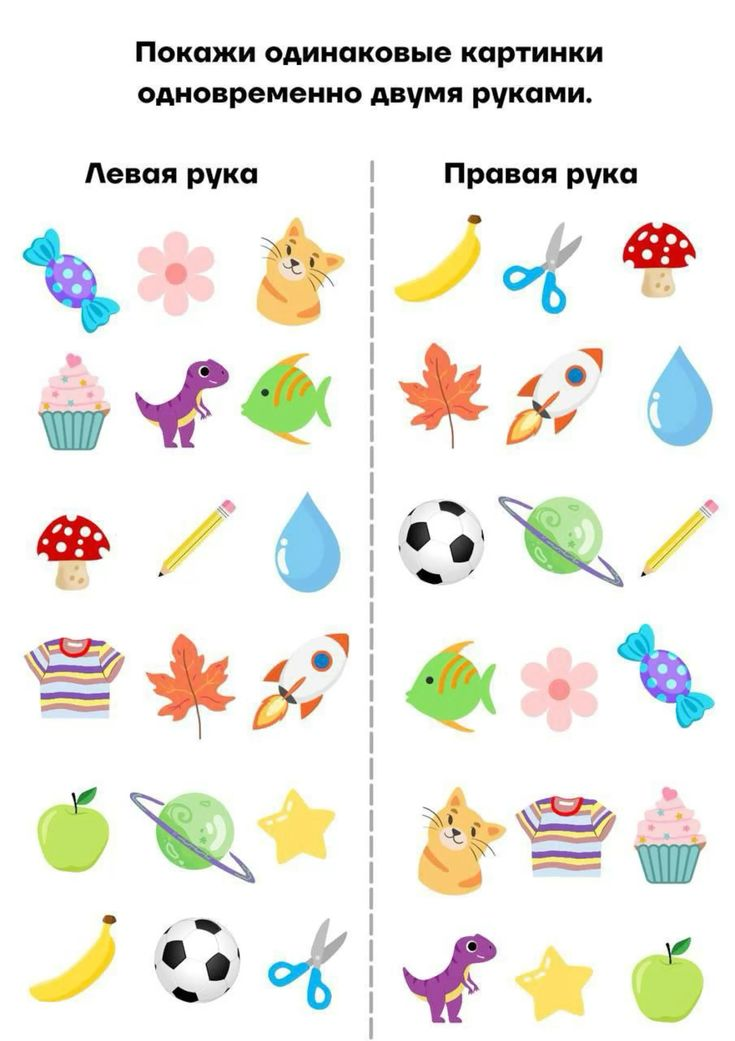 Покажи одинаковые картинки
одновременно двумя руками.
Левая рука
Правая рука